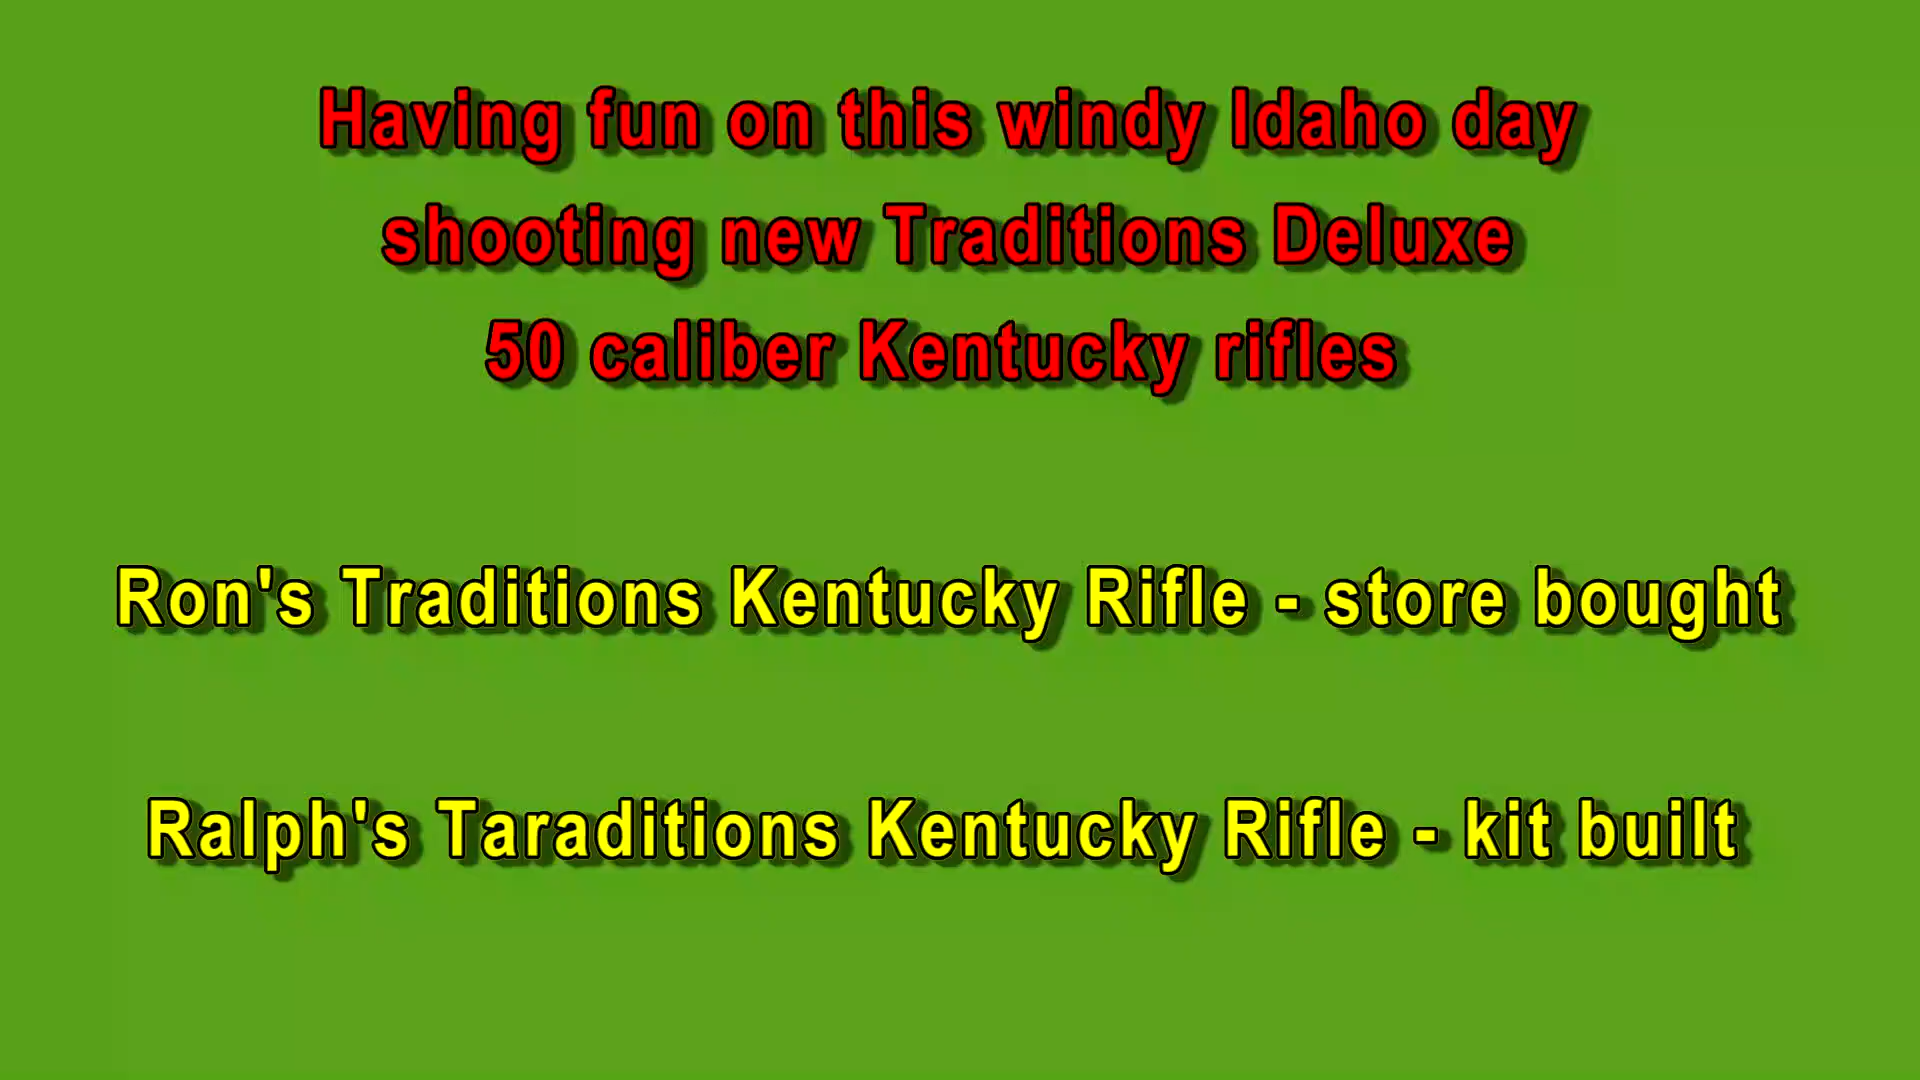 Having fun on this windy Idaho day
shooting new Traditions Deluxe
50 caliber Kentucky rifles
Ron's Traditions Kentucky Rifle - store bought
Ralph's Taraditions Kentucky Rifle - kit built